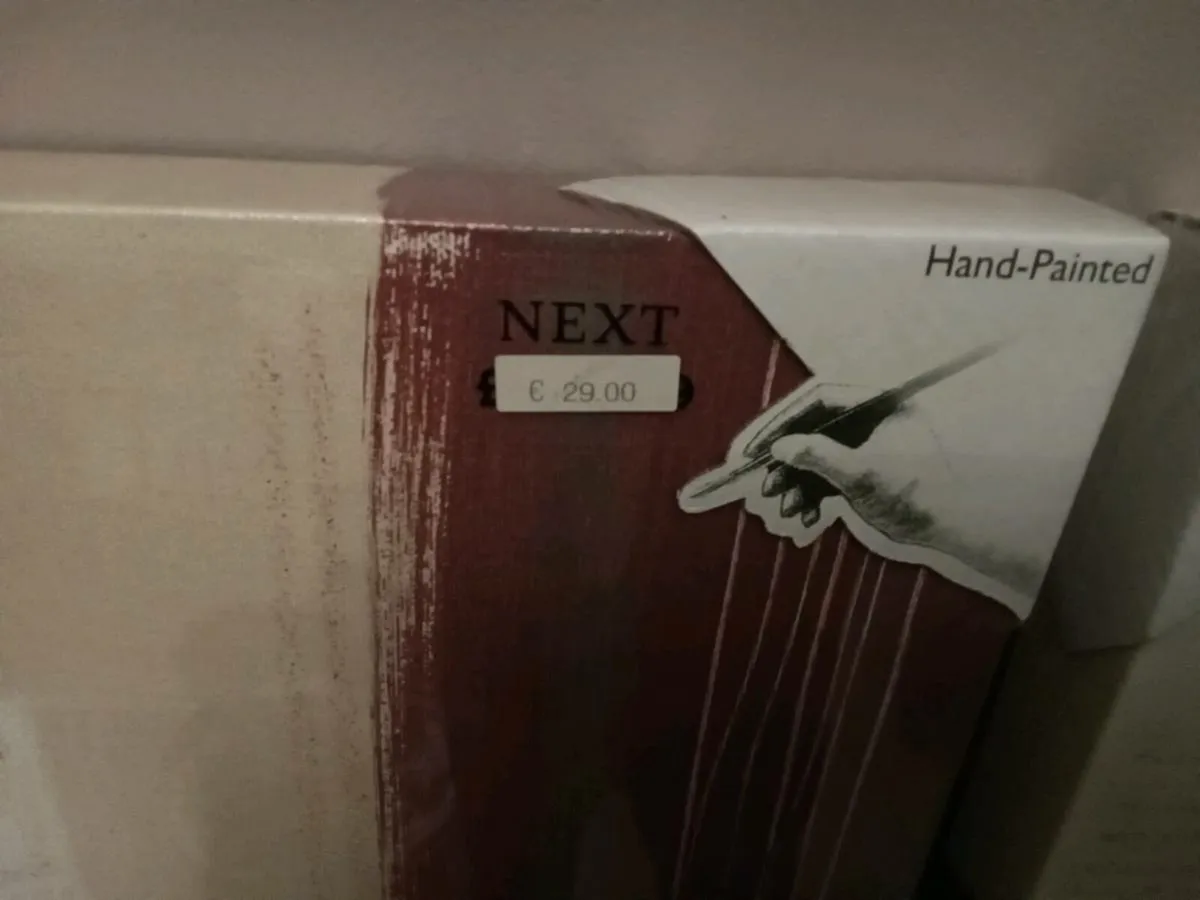 Hand-Painted
NEXT
£
€ 29.00